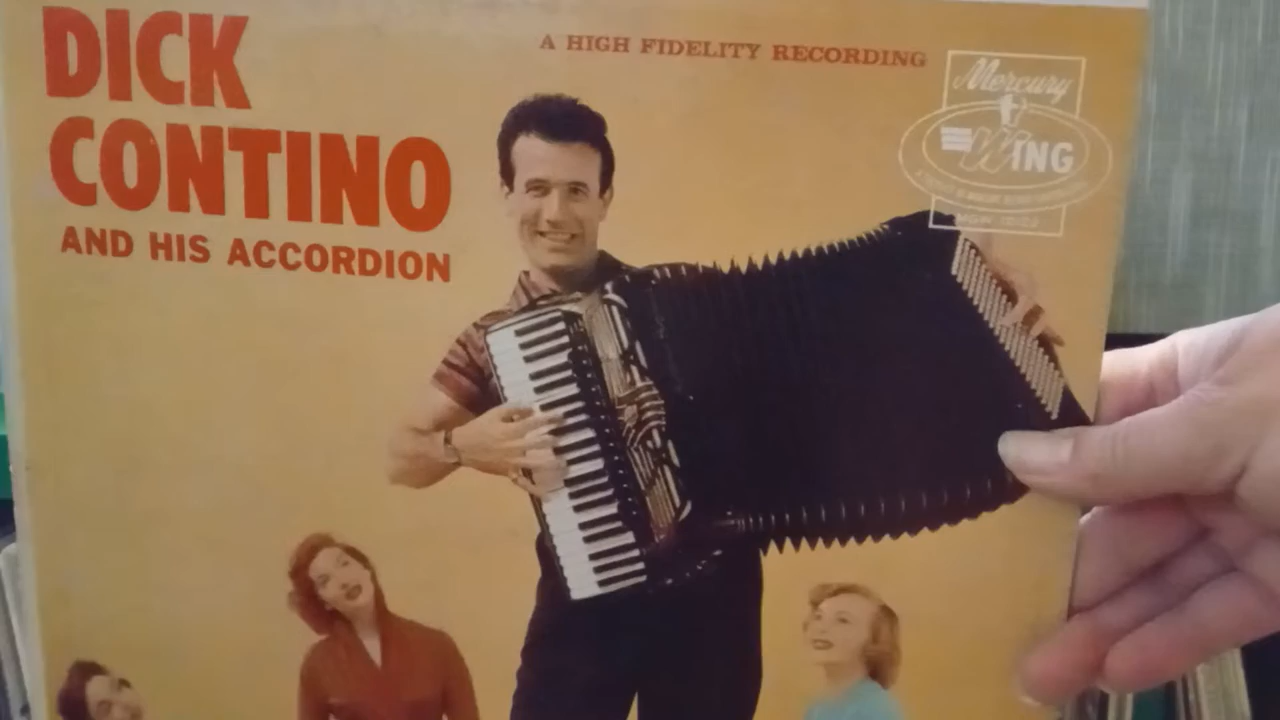 DICK
CONTINO
AND HIS ACCORDION
A HIGH FIDELITY RECORDING
Mercury
WING